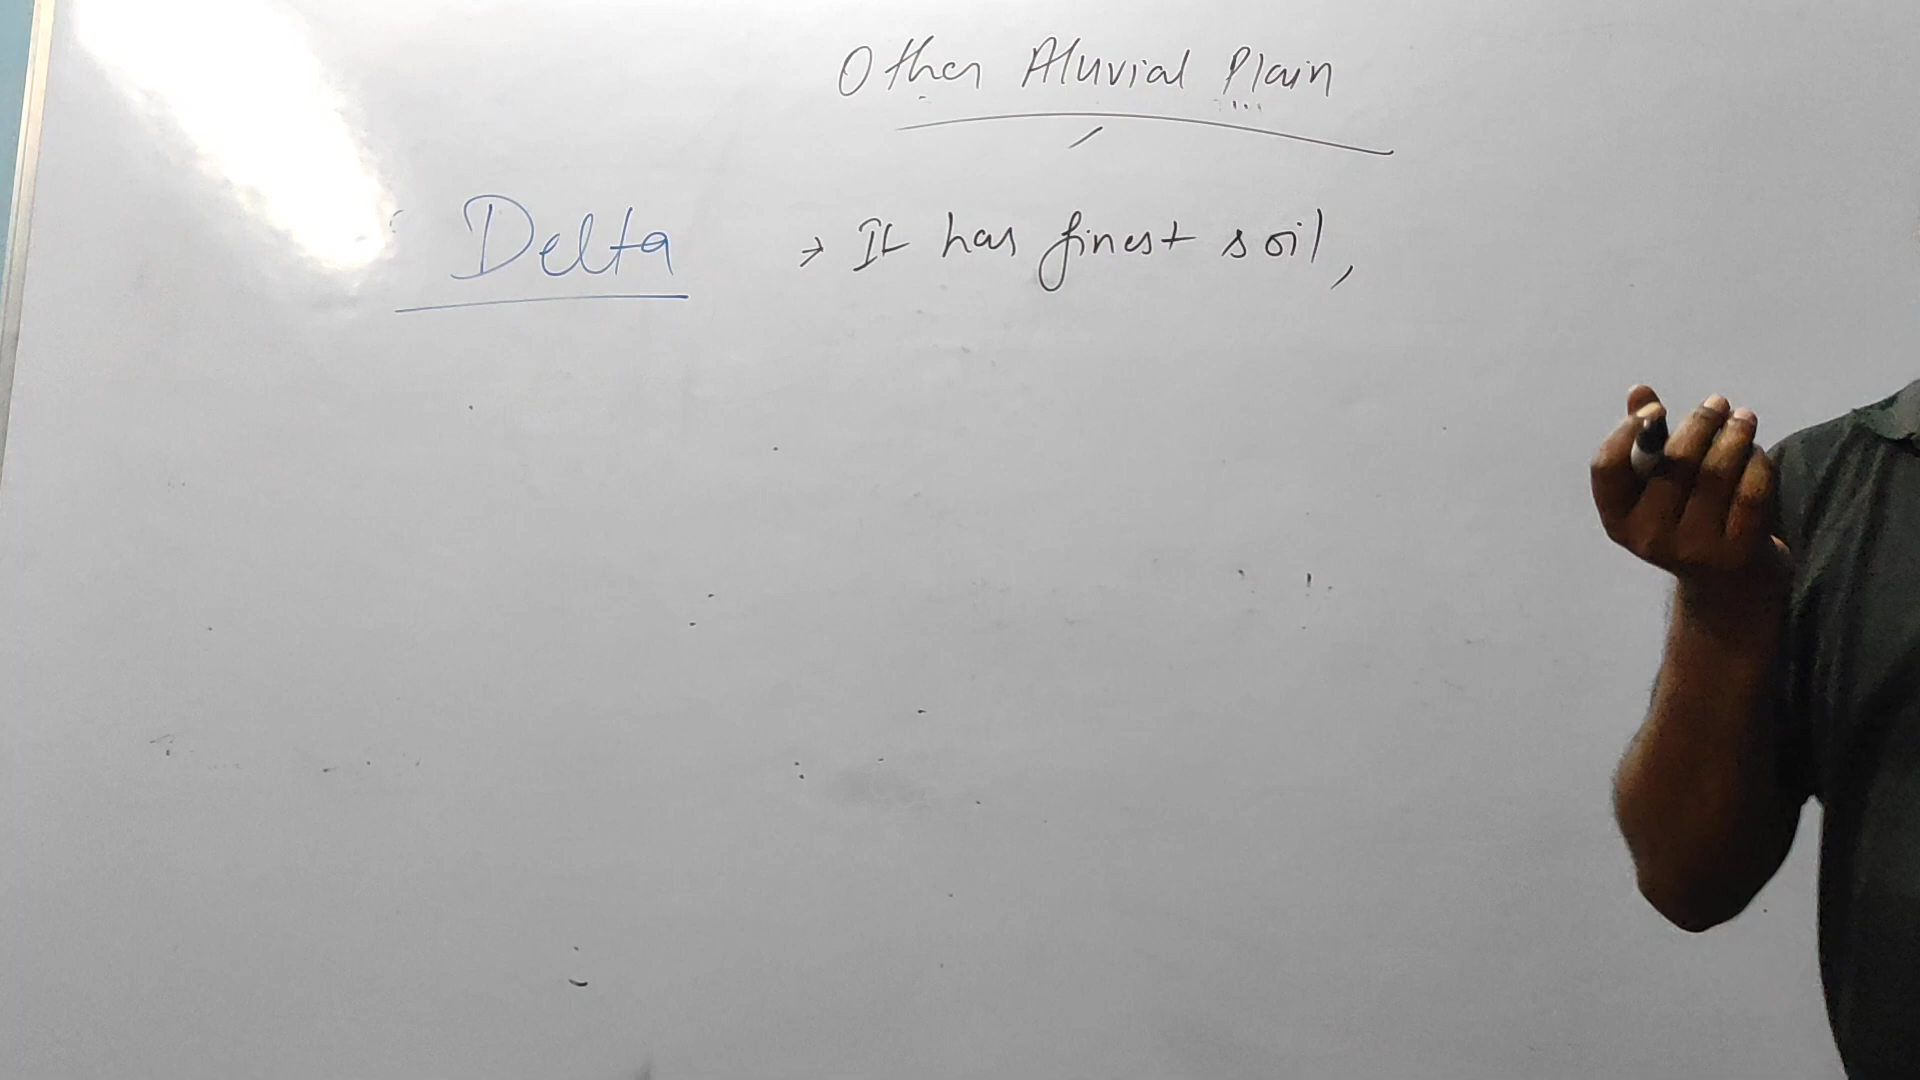 Other Aluvial Plain
Delta → It has finest soil,